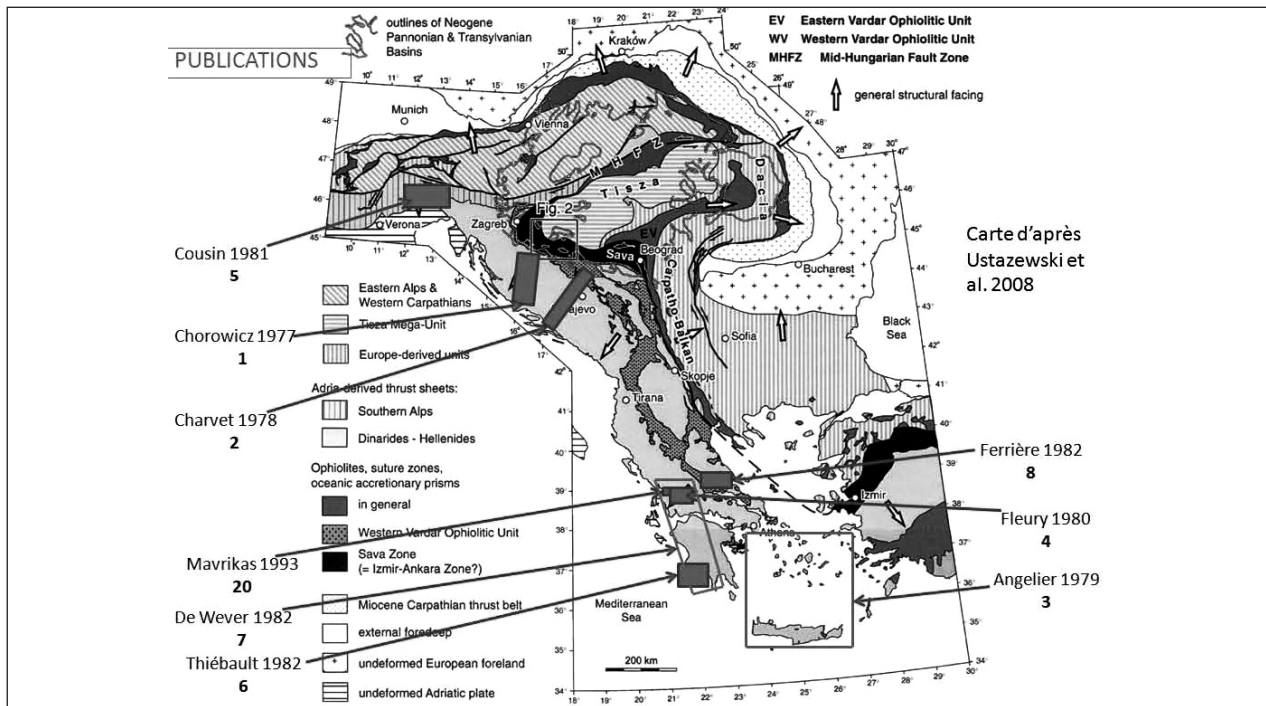 PUBLICATIONS
outlines of Neogene
Pannonian & Transylvanian
Basins
EV Eastern Vardar Ophiolitic Unit
WV Western Vardar Ophiolitic Unit
MHFZ Mid-Hungarian Fault Zone
general structural facing
Kraków
Munich
Vienna
MHFZ
Tisza
Dacia
Fig. 2
Verona
Zagreb
EV
Beograd
Sava
Carpatho-Balkan
Bucharest
Black
Sea
Sofia
Skopje
Tirana
Izmir
Athens
Mediterranean
Sea
200 km
Carte d’après
Ustazewski et
al. 2008
Cousin 1981
5
Chorowicz 1977
1
Charvet 1978
2
Mavrikas 1993
20
De Wever 1982
7
Thiébault 1982
6
Ferrière 1982
8
Fleury 1980
4
Angelier 1979
3
Eastern Alps &
Western Carpathians
Tisza Mega-Unit
Europe-derived units
Adria-derived thrust sheets:
Southern Alps
Dinarides - Hellenides
Ophiolites, suture zones,
oceanic accretionary prisms
in general
Western Vardar Ophiolitic Unit
Sava Zone
(= Izmir-Ankara Zone?)
Miocene Carpathian thrust belt
external foredeep
undeformed European foreland
undeformed Adriatic plate